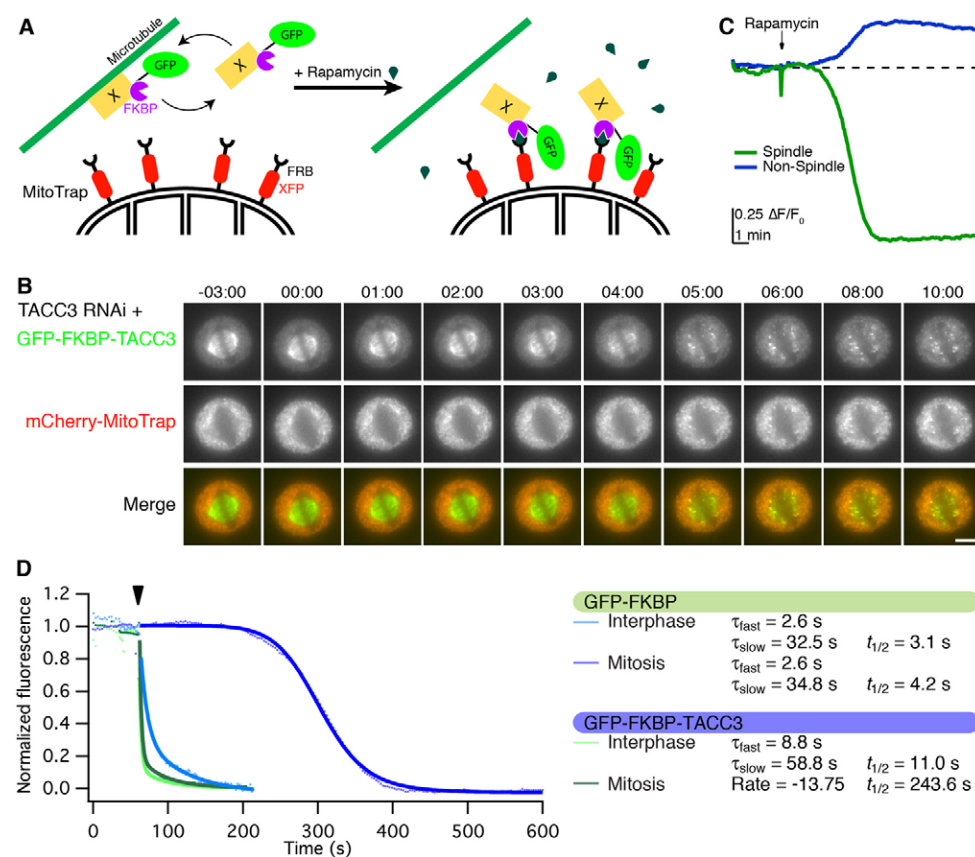 A
Microtubule
GFP
X
FKBP
X
GFP
+ Rapamycin
MitoTrap
FRB
XFP
X
GFP
X
GFP
C
Rapamycin
Spindle
Non-Spindle
0.25 ΔF/F0
1 min
B
-03:00 00:00 01:00 02:00 03:00 04:00 05:00 06:00 08:00 10:00
TACC3 RNAi +
GFP-FKBP-TACC3
mCherry-MitoTrap
Merge
D
Normalized fluorescence
1.2
1.0
0.8
0.6
0.4
0.2
0.0
0 100 200 300 400 500 600
Time (s)
GFP-FKBP
Interphase τfast = 2.6 s
τslow = 32.5 s t1/2 = 3.1 s
Mitosis τfast = 2.6 s
τslow = 34.8 s t1/2 = 4.2 s
GFP-FKBP-TACC3
Interphase τfast = 8.8 s
τslow = 58.8 s t1/2 = 11.0 s
Mitosis Rate = -13.75 t1/2 = 243.6 s